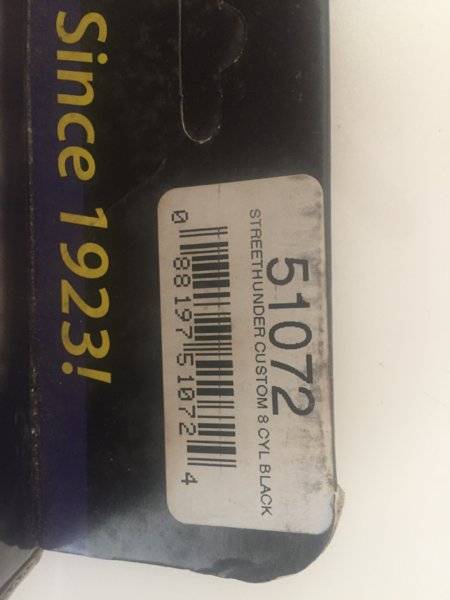 Since 1923!
51072
STREETHUNDER CUSTOM 8 CYL BLACK
0 88197 51072 4